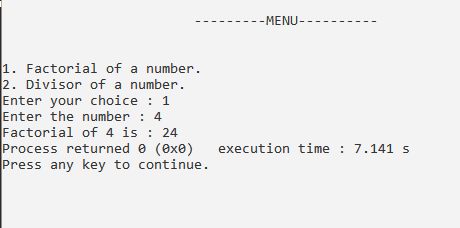 ---------MENU----------
1. Factorial of a number.
2. Divisor of a number.
Enter your choice : 1
Enter the number : 4
Factorial of 4 is : 24
Process returned 0 (0x0)   execution time : 7.141 s
Press any key to continue.